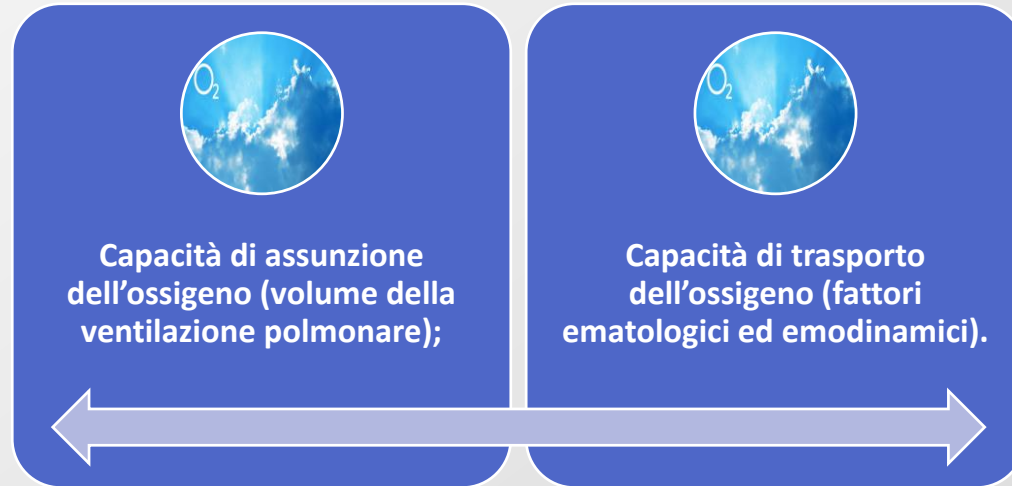 O₂
Capacità di assunzione
dell’ossigeno (volume della
ventilazione polmonare);
O₂
Capacità di trasporto
dell’ossigeno (fattori
ematologici ed emodinamici).